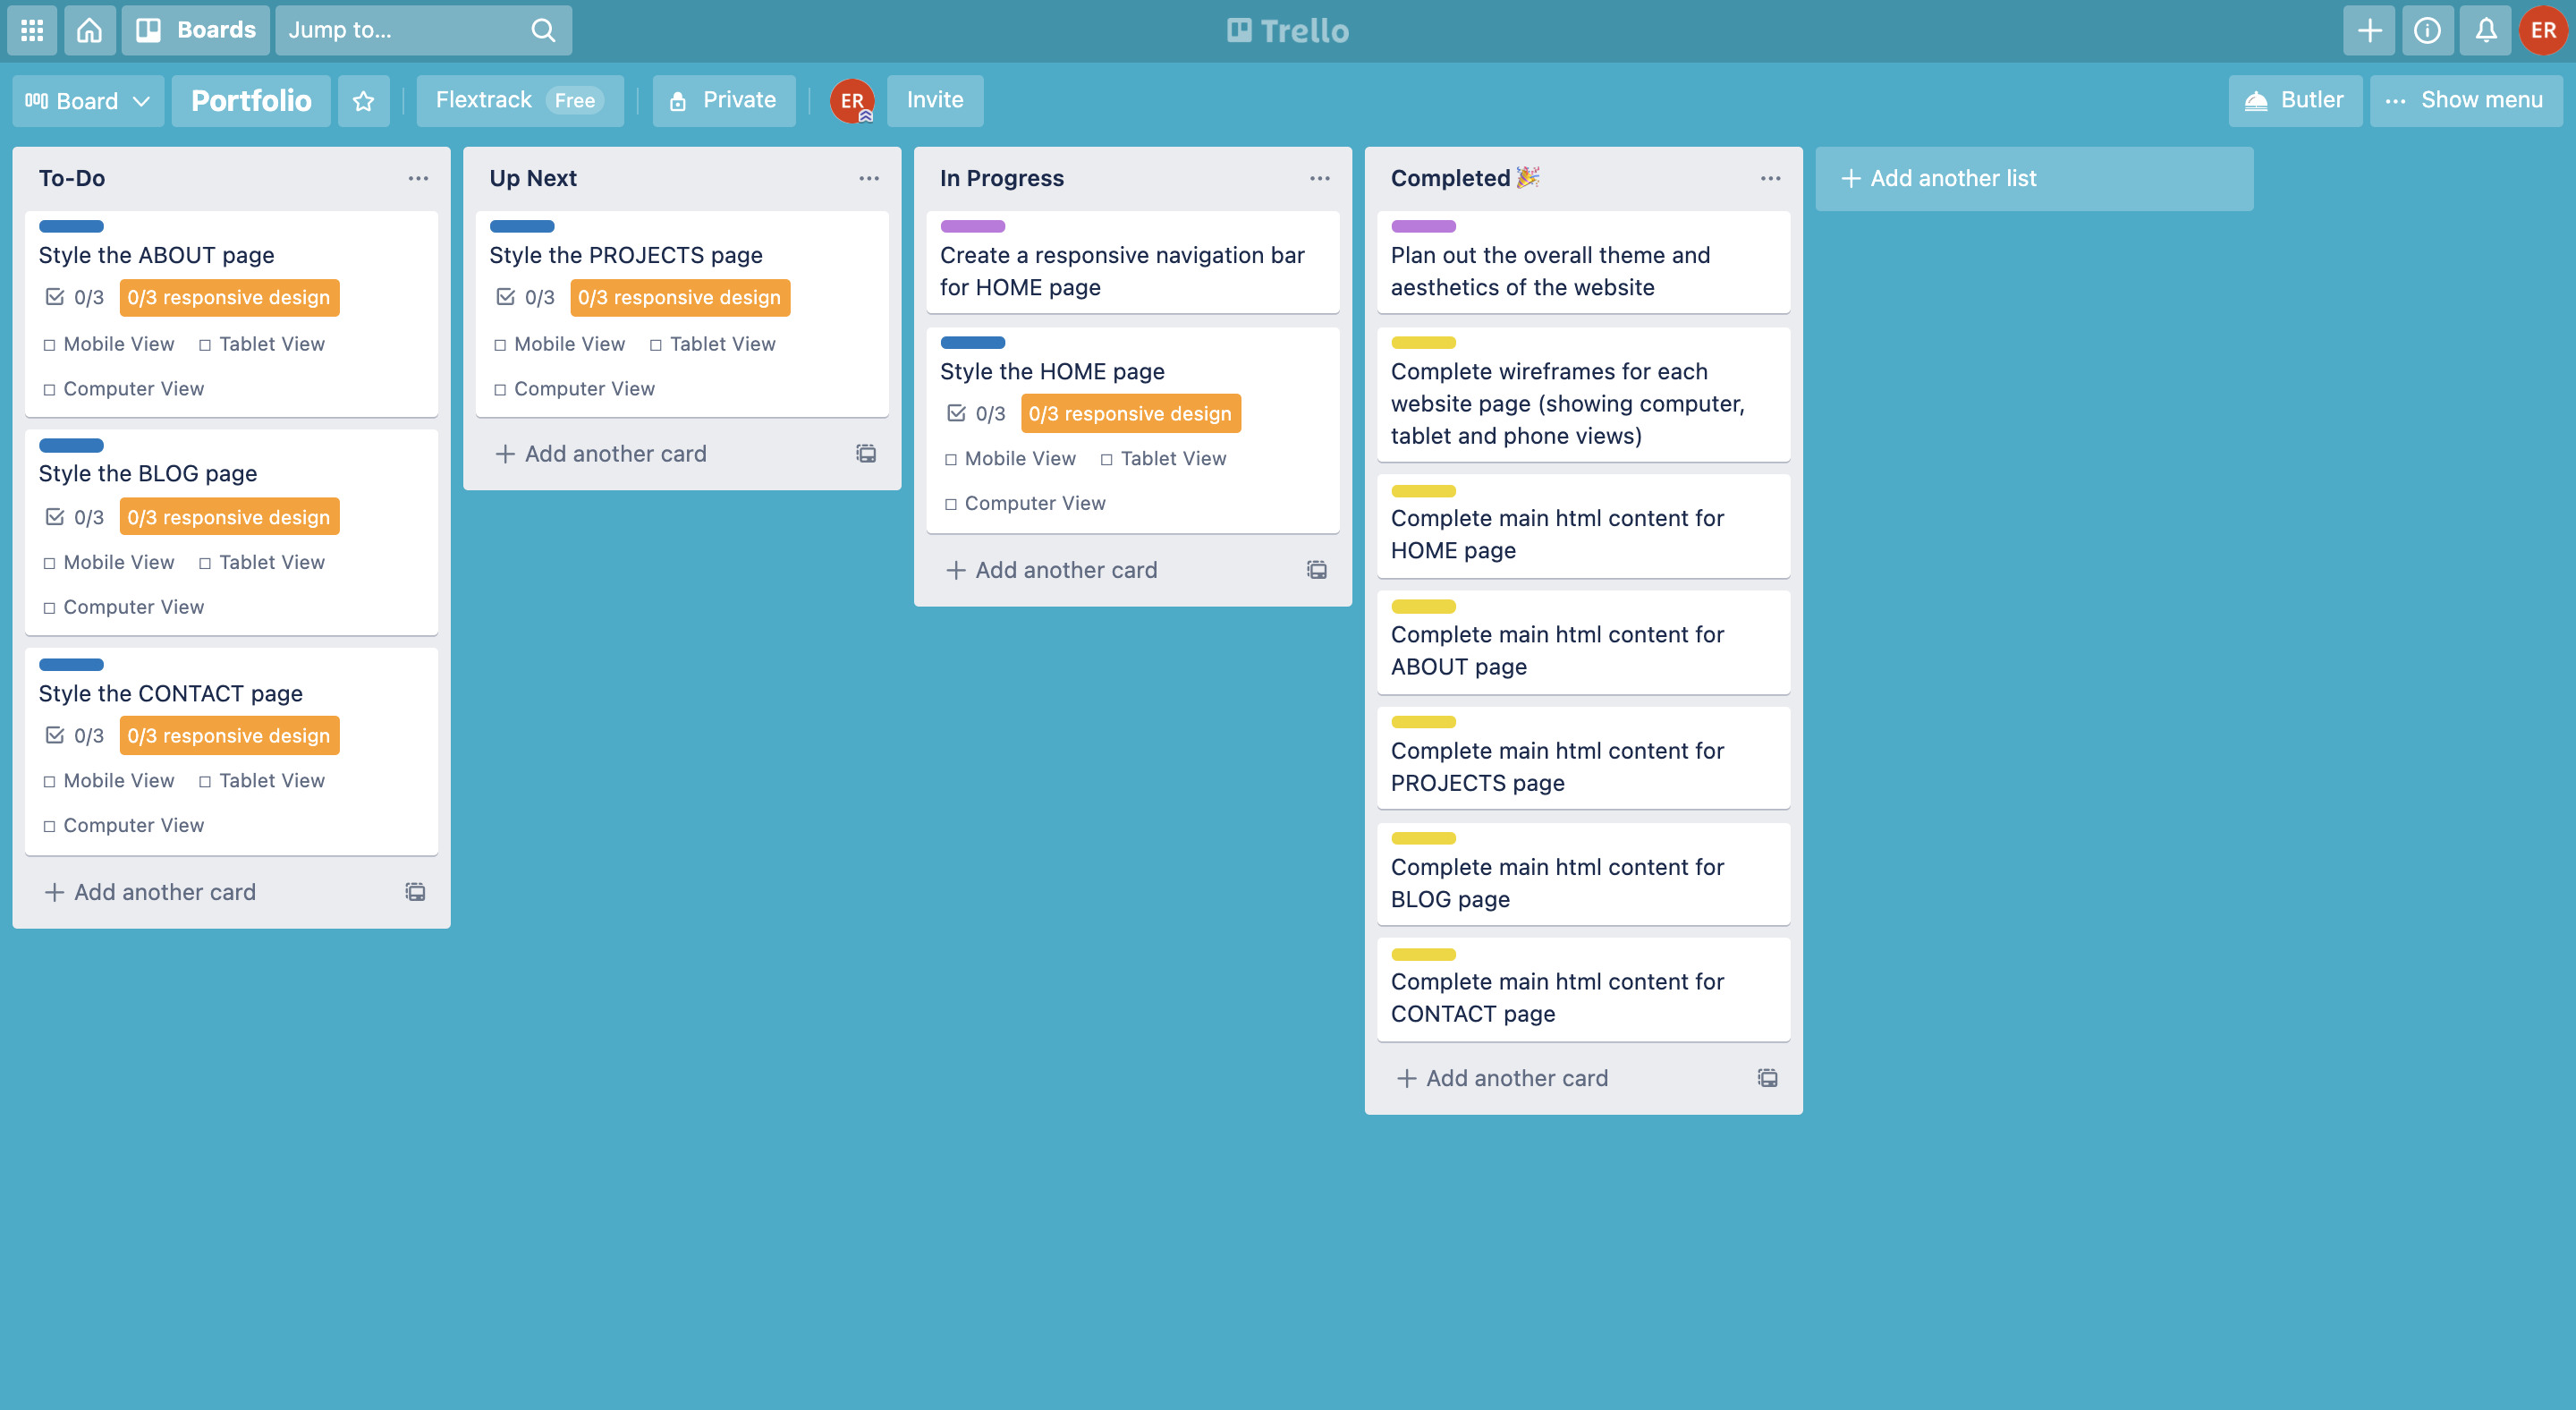 Boards
Jump to...
Trello
ER
Board
Portfolio
Flextrack Free
Private
ER
Invite
Butler
Show menu
To-Do
Style the ABOUT page
0/3 0/3 responsive design
Mobile View Tablet View
Computer View
Style the BLOG page
0/3 0/3 responsive design
Mobile View Tablet View
Computer View
Style the CONTACT page
0/3 0/3 responsive design
Mobile View Tablet View
Computer View
Add another card
Up Next
Style the PROJECTS page
0/3 0/3 responsive design
Mobile View Tablet View
Computer View
Add another card
In Progress
Create a responsive navigation bar
for HOME page
Style the HOME page
0/3 0/3 responsive design
Mobile View Tablet View
Computer View
Add another card
Completed 🎉
Plan out the overall theme and
aesthetics of the website
Complete wireframes for each
website page (showing computer,
tablet and phone views)
Complete main html content for
HOME page
Complete main html content for
ABOUT page
Complete main html content for
PROJECTS page
Complete main html content for
BLOG page
Complete main html content for
CONTACT page
Add another card
Add another list